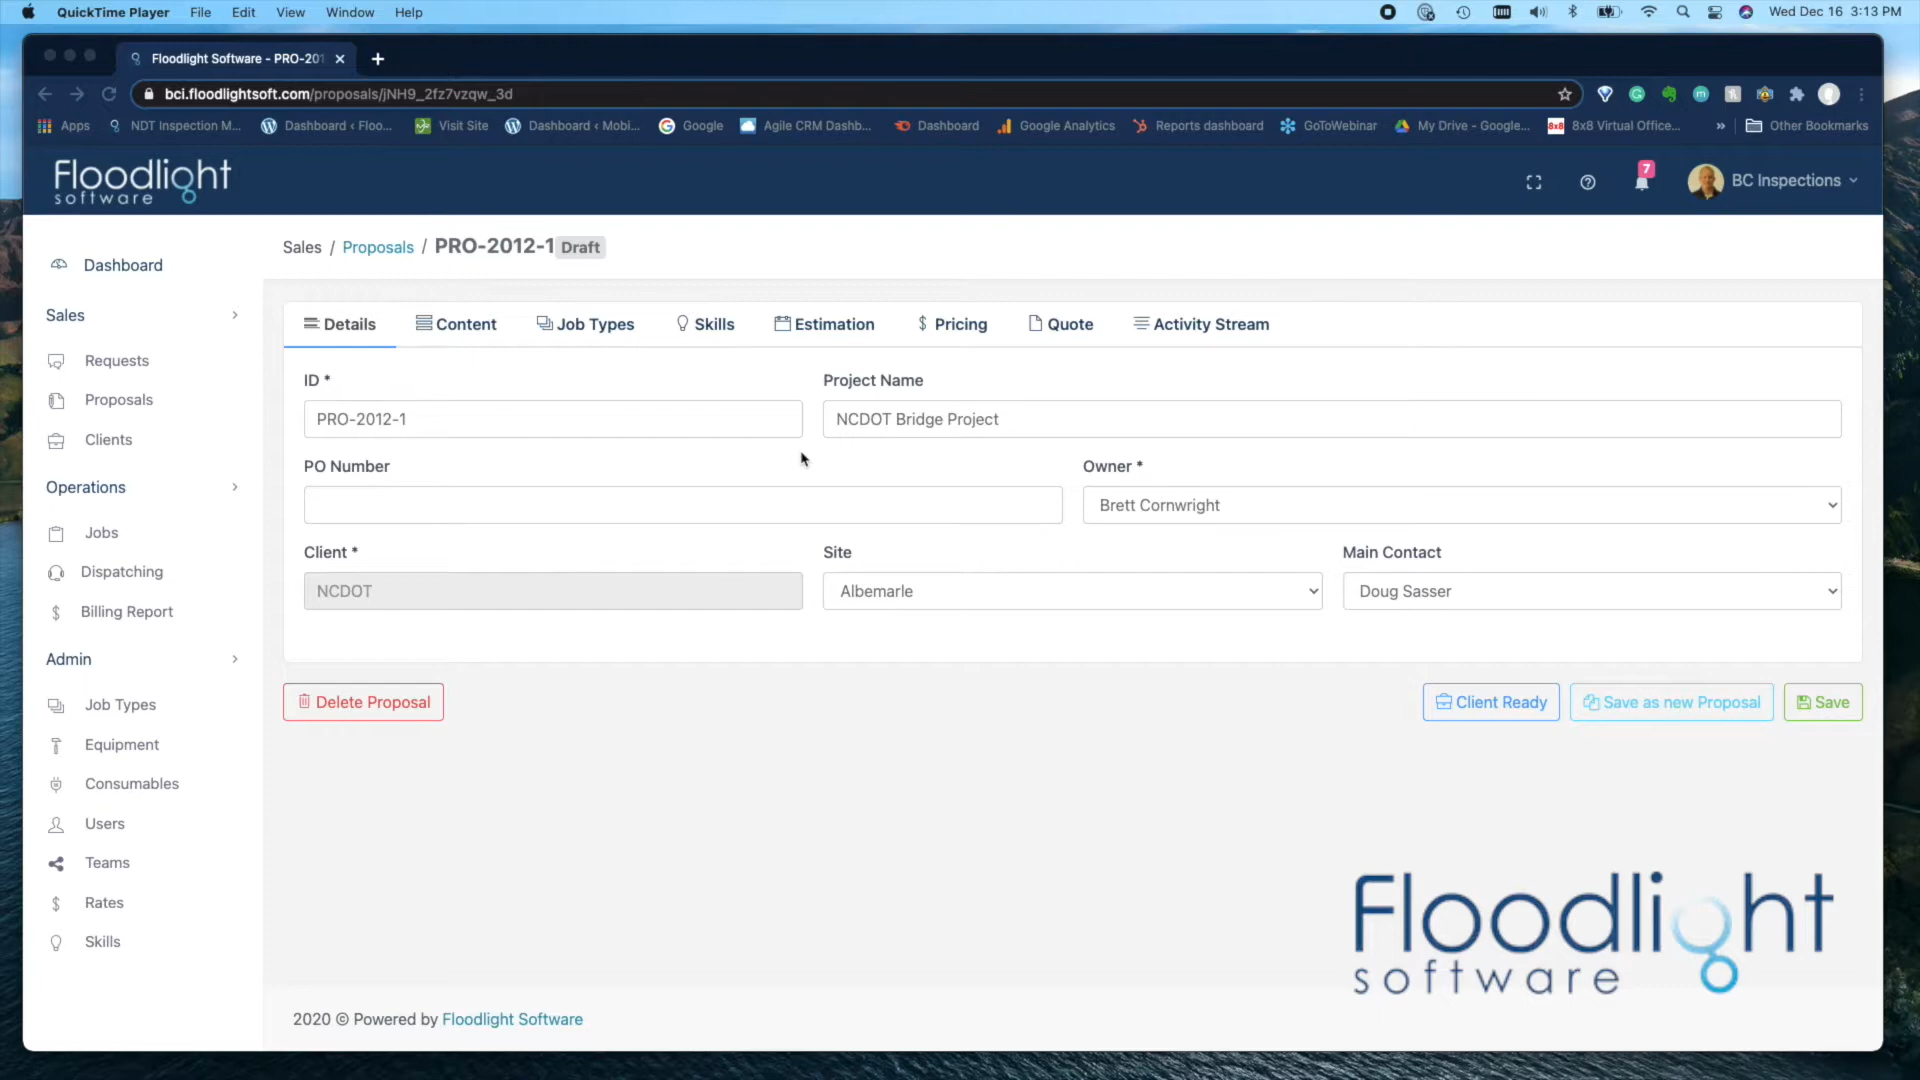 QuickTime Player File Edit View Window Help Wed Dec 16 3:13 PM
Floodlight Software - PRO-201
bci.floodlightsoft.com/proposals/jNH9_2fz7vzqw_3d
Apps NDT Inspection M... Dashboard ‹ Floo... Visit Site Dashboard ‹ Mobi... Google Agile CRM Dashb... Dashboard Google Analytics Reports dashboard GoToWebinar My Drive - Google... 8x8 8x8 Virtual Office... » Other Bookmarks
Floodlight
software
7
BC Inspections
Sales / Proposals / PRO-2012-1 Draft
Dashboard
Sales
Requests
Proposals
Clients
Operations
Jobs
Dispatching
Billing Report
Admin
Job Types
Equipment
Consumables
Users
Teams
Rates
Skills
Details Content Job Types Skills Estimation Pricing Quote Activity Stream
ID * Project Name
PRO-2012-1 NCDOT Bridge Project
PO Number Owner *
Brett Cornwright
Client * Site Main Contact
NCDOT Albemarle Doug Sasser
Delete Proposal Client Ready Save as new Proposal Save
Floodlight
software
2020 © Powered by Floodlight Software